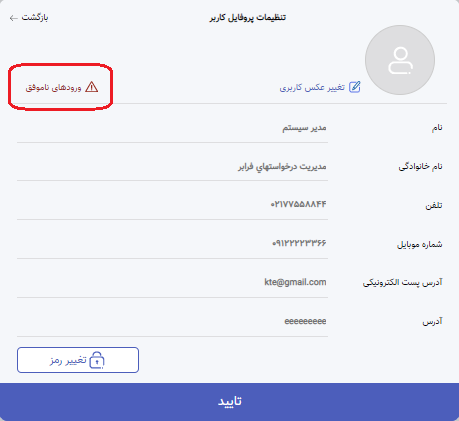 تنظیمات پروفایل کاربر
بازگشت
تغییر عکس کاربری
ورودهای ناموفق
نام
مدیر سیستم
نام خانوادگی
مدیریت درخواستهاي فرابر
تلفن
۰۲۱۷۷۵۵۸۸۴۴
شماره موبایل
۰۹۱۲۲۲۲۳۳۶۶
آدرس پست الکترونیکی
kte@gmail.com
آدرس
eeeeeeeee
تغییر رمز
تایید